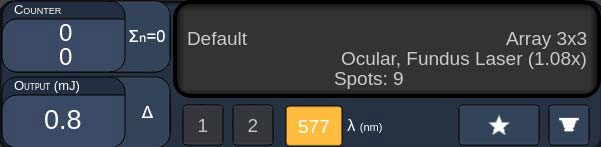 Counter
0
0
Σn=0
Output (mJ)
0.8
Δ
Default
Array 3x3
Ocular, Fundus Laser (1.08x)
Spots: 9
1
2
577
λ (nm)